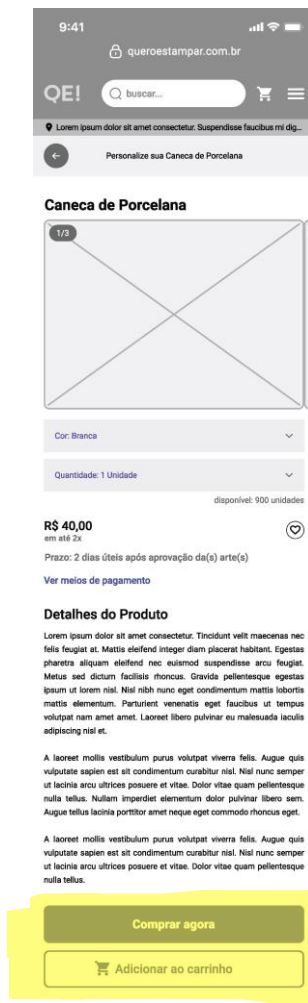 9:41
queroestampar.com.br
QE!
buscar...
Lorem ipsum dolor sit amet consectetur. Suspendisse faucibus mi dig...
Personalize sua Caneca de Porcelana
Caneca de Porcelana
1/3
Cor: Branca
Quantidade: 1 Unidade
disponível: 900 unidades
R$ 40,00
em até 2x
Prazo: 2 dias úteis após aprovação da(s) arte(s)
Ver meios de pagamento
Detalhes do Produto
Lorem ipsum dolor sit amet consectetur. Tincidunt velit maecenas nec
felis feugiat at. Mattis eleifend integer diam placerat habitant. Egestas
pharetra aliquam eleifend nec euismod suspendisse arcu feugiat.
Metus sed dictum facilisis rhoncus. Gravida pellentesque egestas
ipsum ut lorem nisl. Nisl nibh nunc eget condimentum mattis lobortis
mattis elementum. Parturient venenatis eget faucibus ut tempus
volutpat nam amet amet. Laoreet libero pulvinar eu malesuada iaculis
adipiscing nisl et.
A laoreet mollis vestibulum purus volutpat viverra felis. Augue quis
vulputate sapien est sit condimentum curabitur nisl. Nisl nunc semper
ut lacinia arcu ultrices posuere et vitae. Dolor vitae quam pellentesque
nulla tellus. Nullam imperdiet elementum dolor pulvinar libero sem.
Augue tellus lacinia porttitor amet neque eget commodo rhoncus eget.
A laoreet mollis vestibulum purus volutpat viverra felis. Augue quis
vulputate sapien est sit condimentum curabitur nisl. Nisl nunc semper
ut lacinia arcu ultrices posuere et vitae. Dolor vitae quam pellentesque
nulla tellus.
Comprar agora
Adicionar ao carrinho